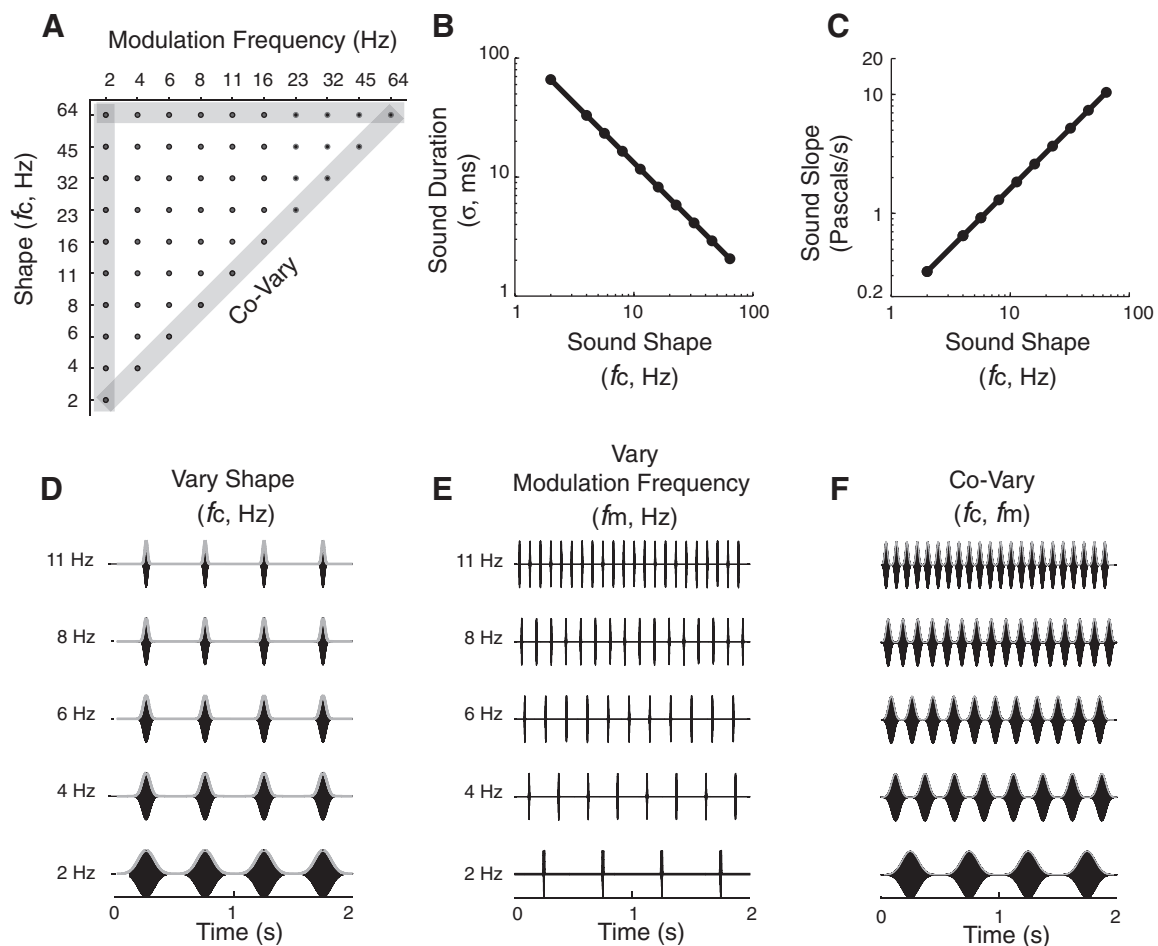 A
Modulation Frequency (Hz)
2 4 6 8 11 16 23 32 45 64
Shape (fc, Hz)
64
45
32
23
16
11
8
6
4
2
Co-Vary
B
Sound Duration
(σ, ms)
100
10
1
1 10 100
Sound Shape
(fc, Hz)
C
Sound Slope
(Pascals/s)
20
10
1
0.2
1 10 100
Sound Shape
(fc, Hz)
D
Vary Shape
(fc, Hz)
11 Hz
8 Hz
6 Hz
4 Hz
2 Hz
0 1 2
Time (s)
E
Vary
Modulation Frequency
(fm, Hz)
11 Hz
8 Hz
6 Hz
4 Hz
2 Hz
0 1 2
Time (s)
F
Co-Vary
(fc, fm)
0 1 2
Time (s)